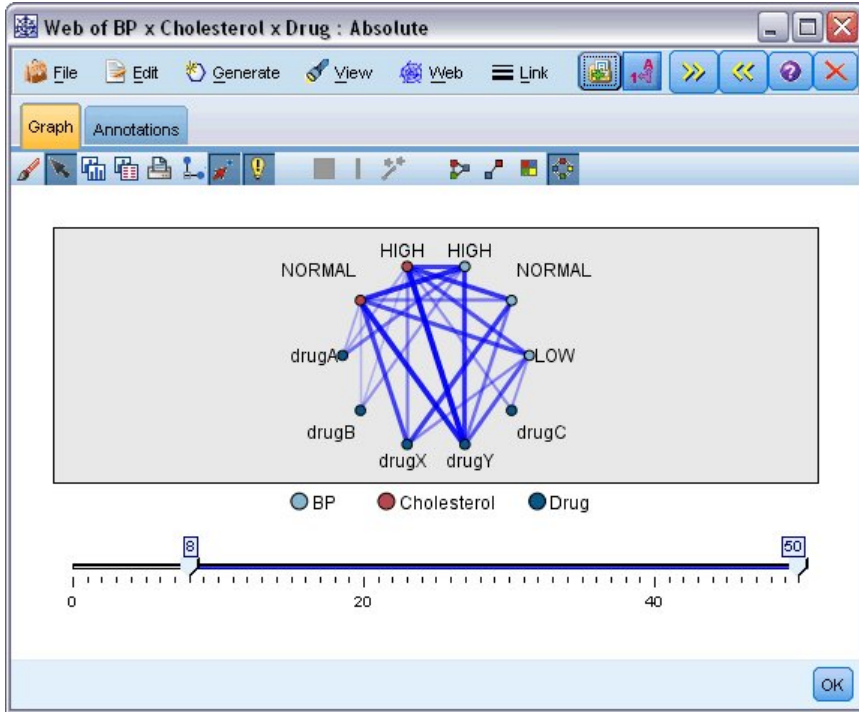 Web of BP x Cholesterol x Drug : Absolute
File Edit Generate View Web Link
Graph Annotations
HIGH HIGH
NORMAL NORMAL
drugA LOW
drugB drugC
drugX drugY
BP Cholesterol Drug
8 50
0 20 40
OK